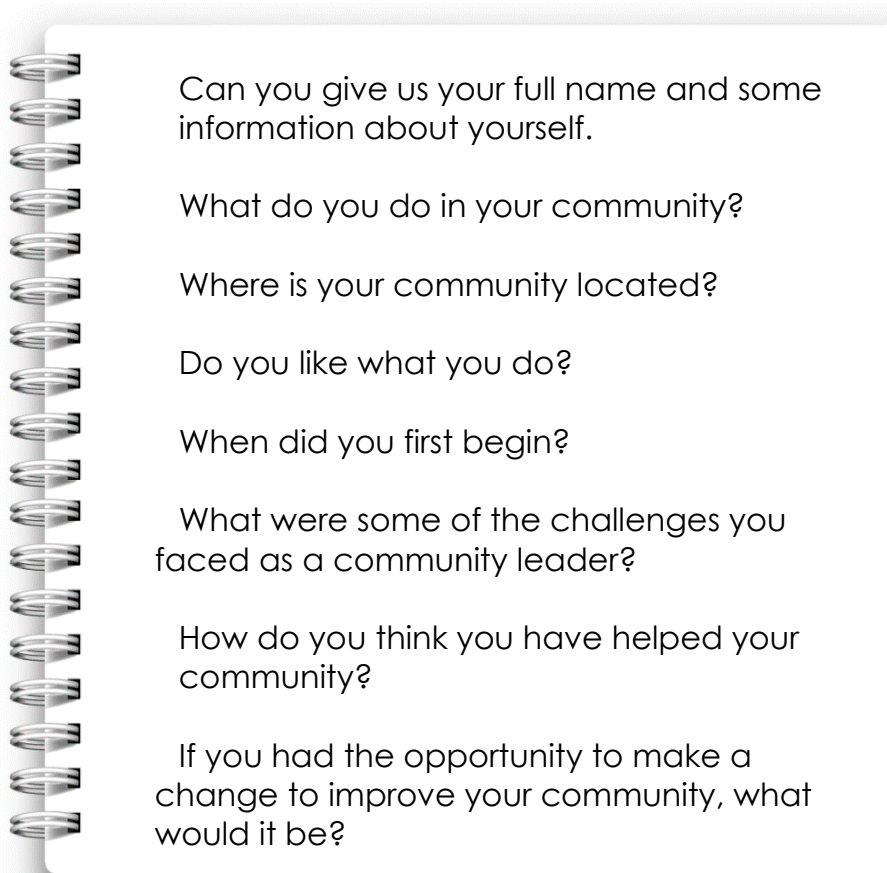 Can you give us your full name and some
information about yourself.
What do you do in your community?
Where is your community located?
Do you like what you do?
When did you first begin?
What were some of the challenges you
faced as a community leader?
How do you think you have helped your
community?
If you had the opportunity to make a
change to improve your community, what
would it be?